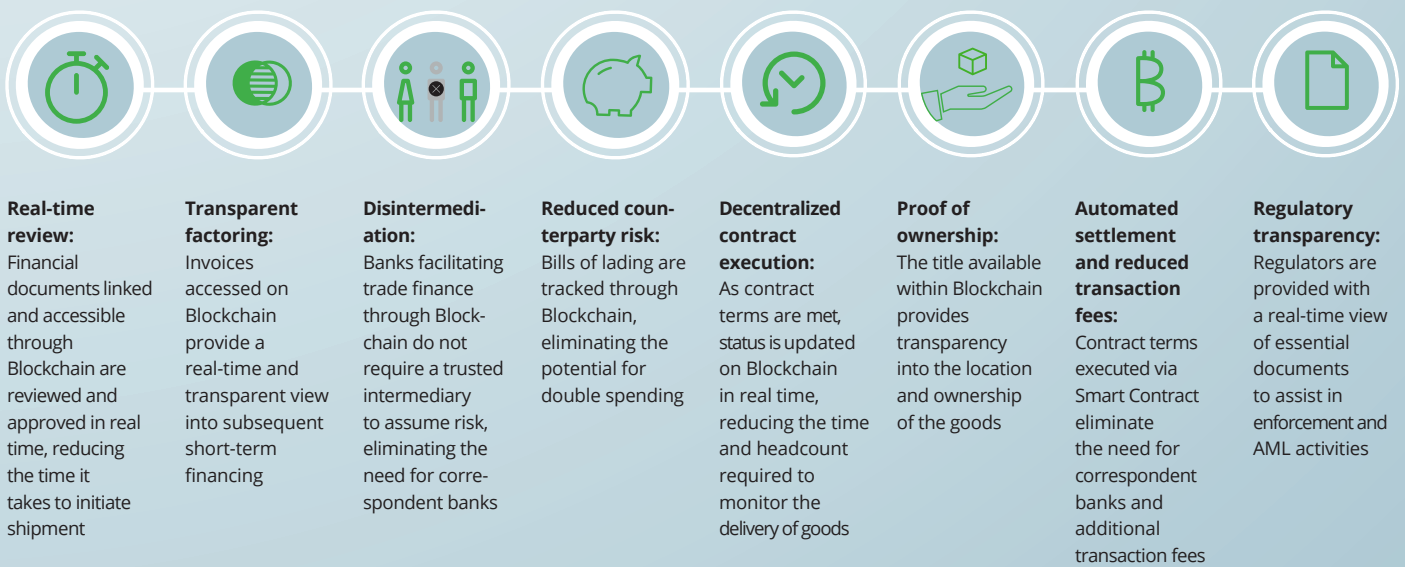 Real-time
review:
Financial
documents linked
and accessible
through
Blockchain are
reviewed and
approved in real
time, reducing
the time it
takes to initiate
shipment
Transparent
factoring:
Invoices
accessed on
Blockchain
provide a
real-time and
transparent view
into subsequent
short-term
financing
Disintermedi-
ation:
Banks facilitating
trade finance
through Block-
chain do not
require a trusted
intermediary
to assume risk,
eliminating the
need for corre-
spondent banks
Reduced coun-
terparty risk:
Bills of lading are
tracked through
Blockchain,
eliminating the
potential for
double spending
Decentralized
contract
execution:
As contract
terms are met,
status is updated
on Blockchain
in real time,
reducing the time
and headcount
required to
monitor the
delivery of goods
Proof of
ownership:
The title available
within Blockchain
provides
transparency
into the location
and ownership
of the goods
Automated
settlement
and reduced
transaction
fees:
Contract terms
executed via
Smart Contract
eliminate
the need for
correspondent
banks and
additional
transaction fees
Regulatory
transparency:
Regulators are
provided with
a real-time view
of essential
documents
to assist in
enforcement and
AML activities